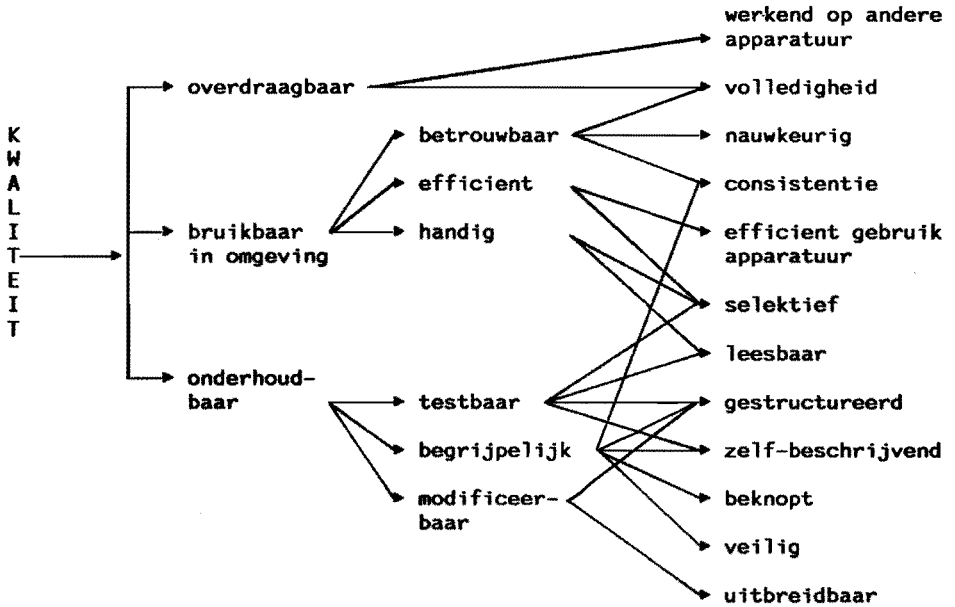 KWALITEIT
overdraagbaar
bruikbaar
in omgeving
onderhoud-
baar
betrouwbaar
efficient
handig
testbaar
begrijpelijk
modificeer-
baar
werkend op andere
apparatuur
volledigheid
nauwkeurig
consistentie
efficient gebruik
apparatuur
selektief
leesbaar
gestructureerd
zelf-beschrijvend
beknopt
veilig
uitbreidbaar